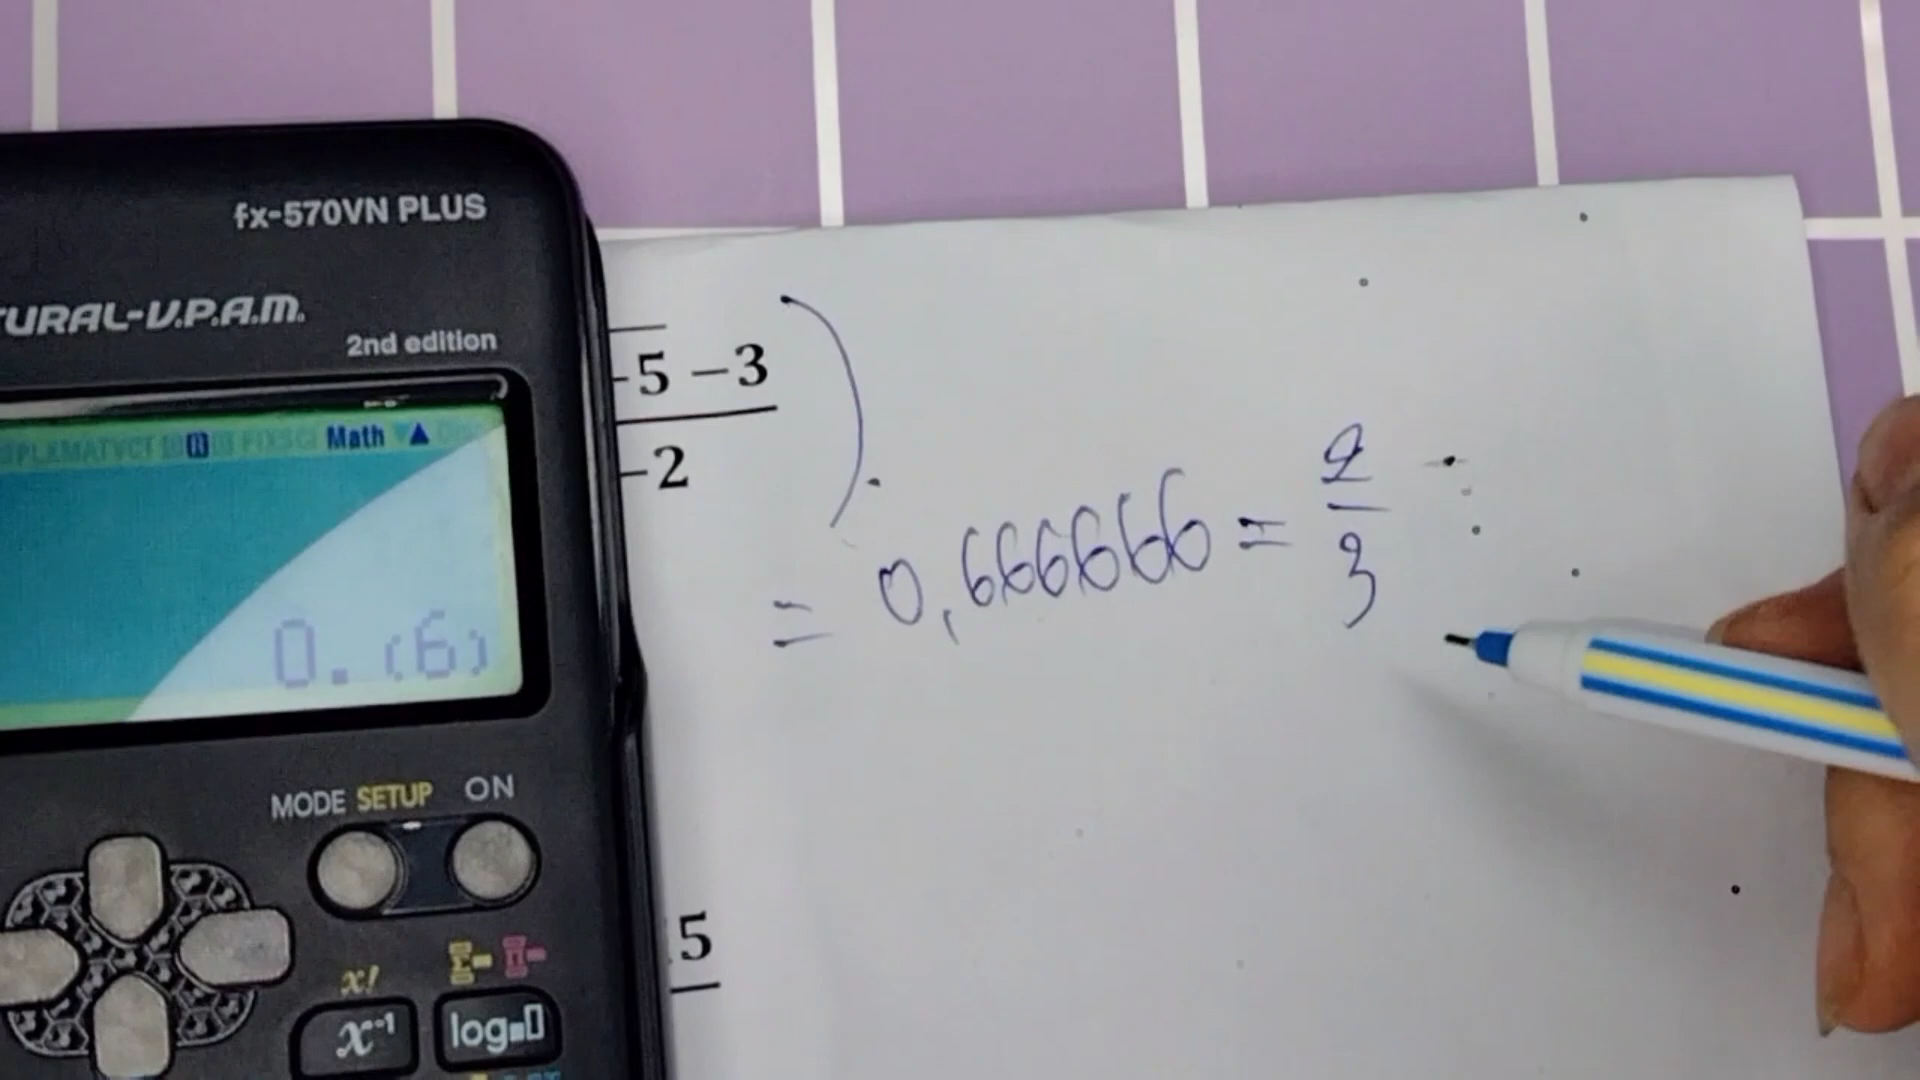 fx-570VN PLUS
TURAL-V.P.A.M.
2nd edition
Math ▼▲
0.(6)
MODE SETUP ON
x!
Σ- Π-
x⁻¹
log■□
5 −3
−2
= 0,666666 = 2/3
5